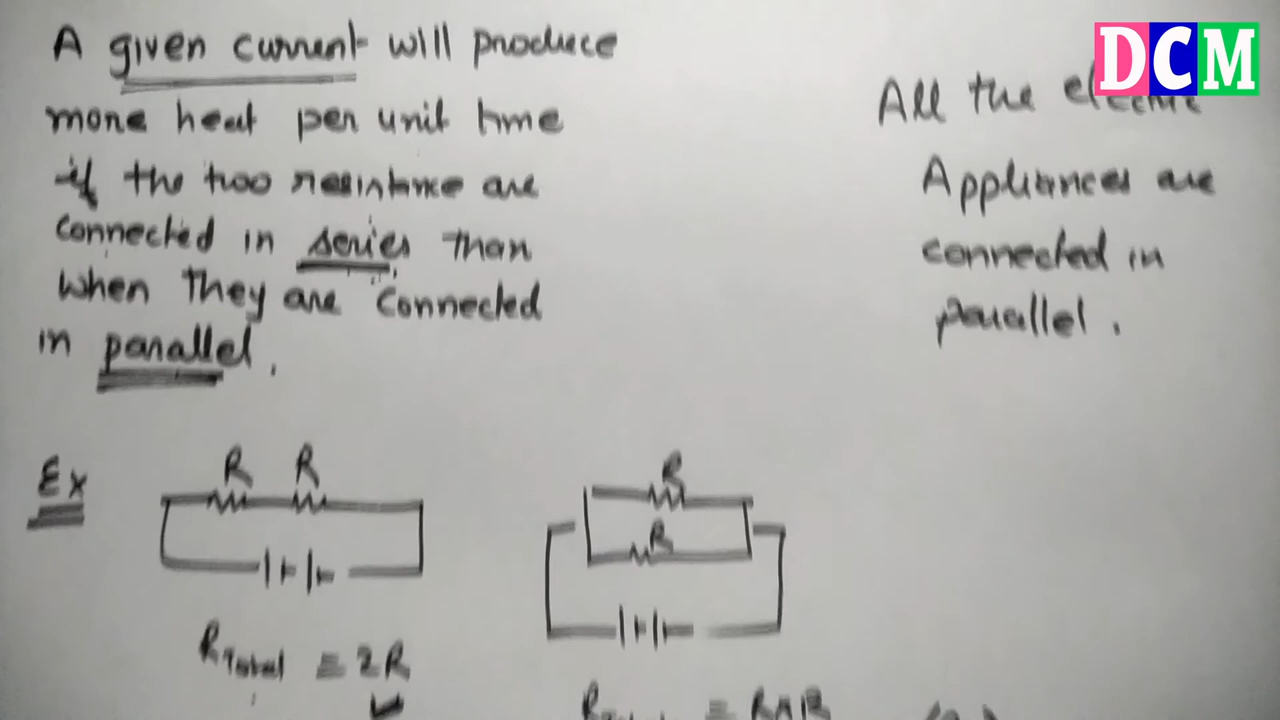 A given current will produce
more heat per unit time
if the two resistance are
connected in series than
when they are connected
in parallel.
DCM
All the electric
Appliances are
connected in
parallel.
Ex
R R
R
R
RTotal = 2R